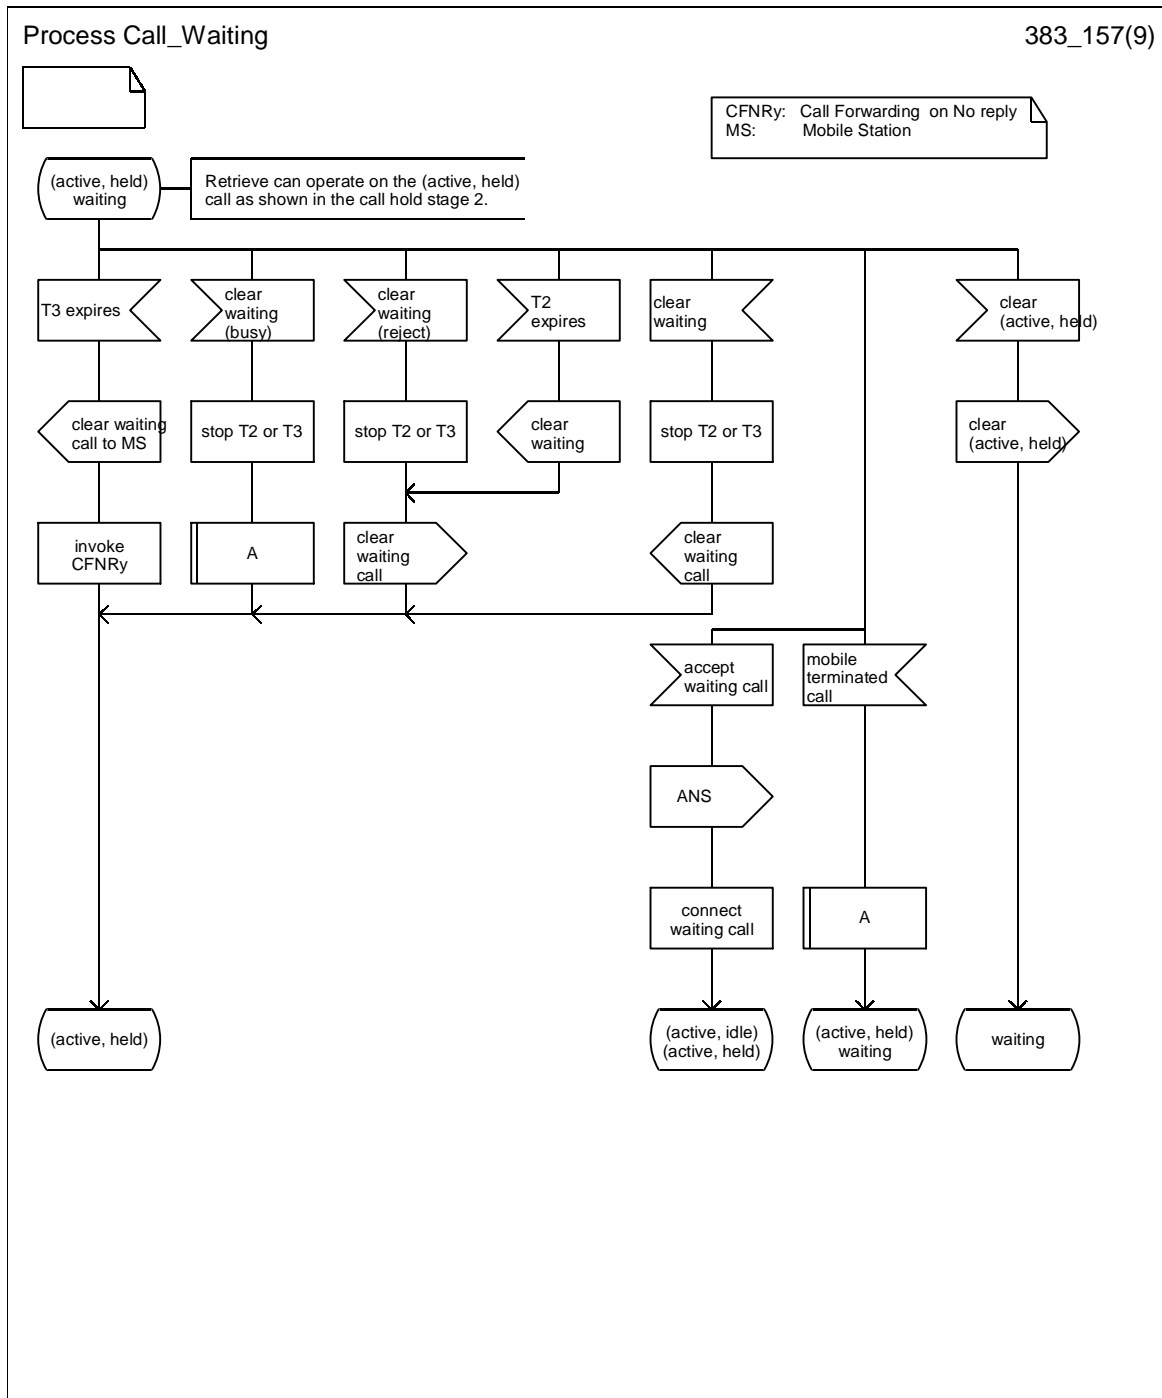 Process Call_Waiting
383_157(9)
CFNRy: Call Forwarding on No reply
MS: Mobile Station
(active, held)
waiting
Retrieve can operate on the (active, held)
call as shown in the call hold stage 2.
T3 expires
clear
waiting
(busy)
clear
waiting
(reject)
T2
expires
clear
waiting
clear
(active, held)
clear waiting
call to MS
stop T2 or T3
stop T2 or T3
clear
waiting
stop T2 or T3
clear
(active, held)
invoke
CFNRy
A
clear
waiting
call
clear
waiting
call
accept
waiting call
mobile
terminated
call
ANS
connect
waiting call
A
(active, held)
(active, idle)
(active, held)
(active, held)
waiting
waiting